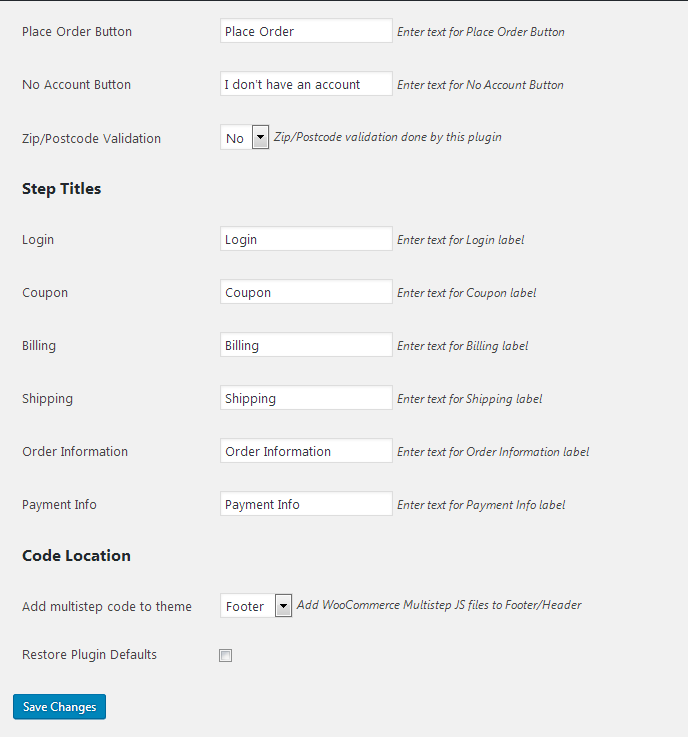 Place Order Button Place Order Enter text for Place Order Button
No Account Button I don't have an account Enter text for No Account Button
Zip/Postcode Validation No Zip/Postcode validation done by this plugin
Step Titles
Login Login Enter text for Login label
Coupon Coupon Enter text for Coupon label
Billing Billing Enter text for Billing label
Shipping Shipping Enter text for Shipping label
Order Information Order Information Enter text for Order Information label
Payment Info Payment Info Enter text for Payment Info label
Code Location
Add multistep code to theme Footer Add WooCommerce Multistep JS files to Footer/Header
Restore Plugin Defaults
Save Changes